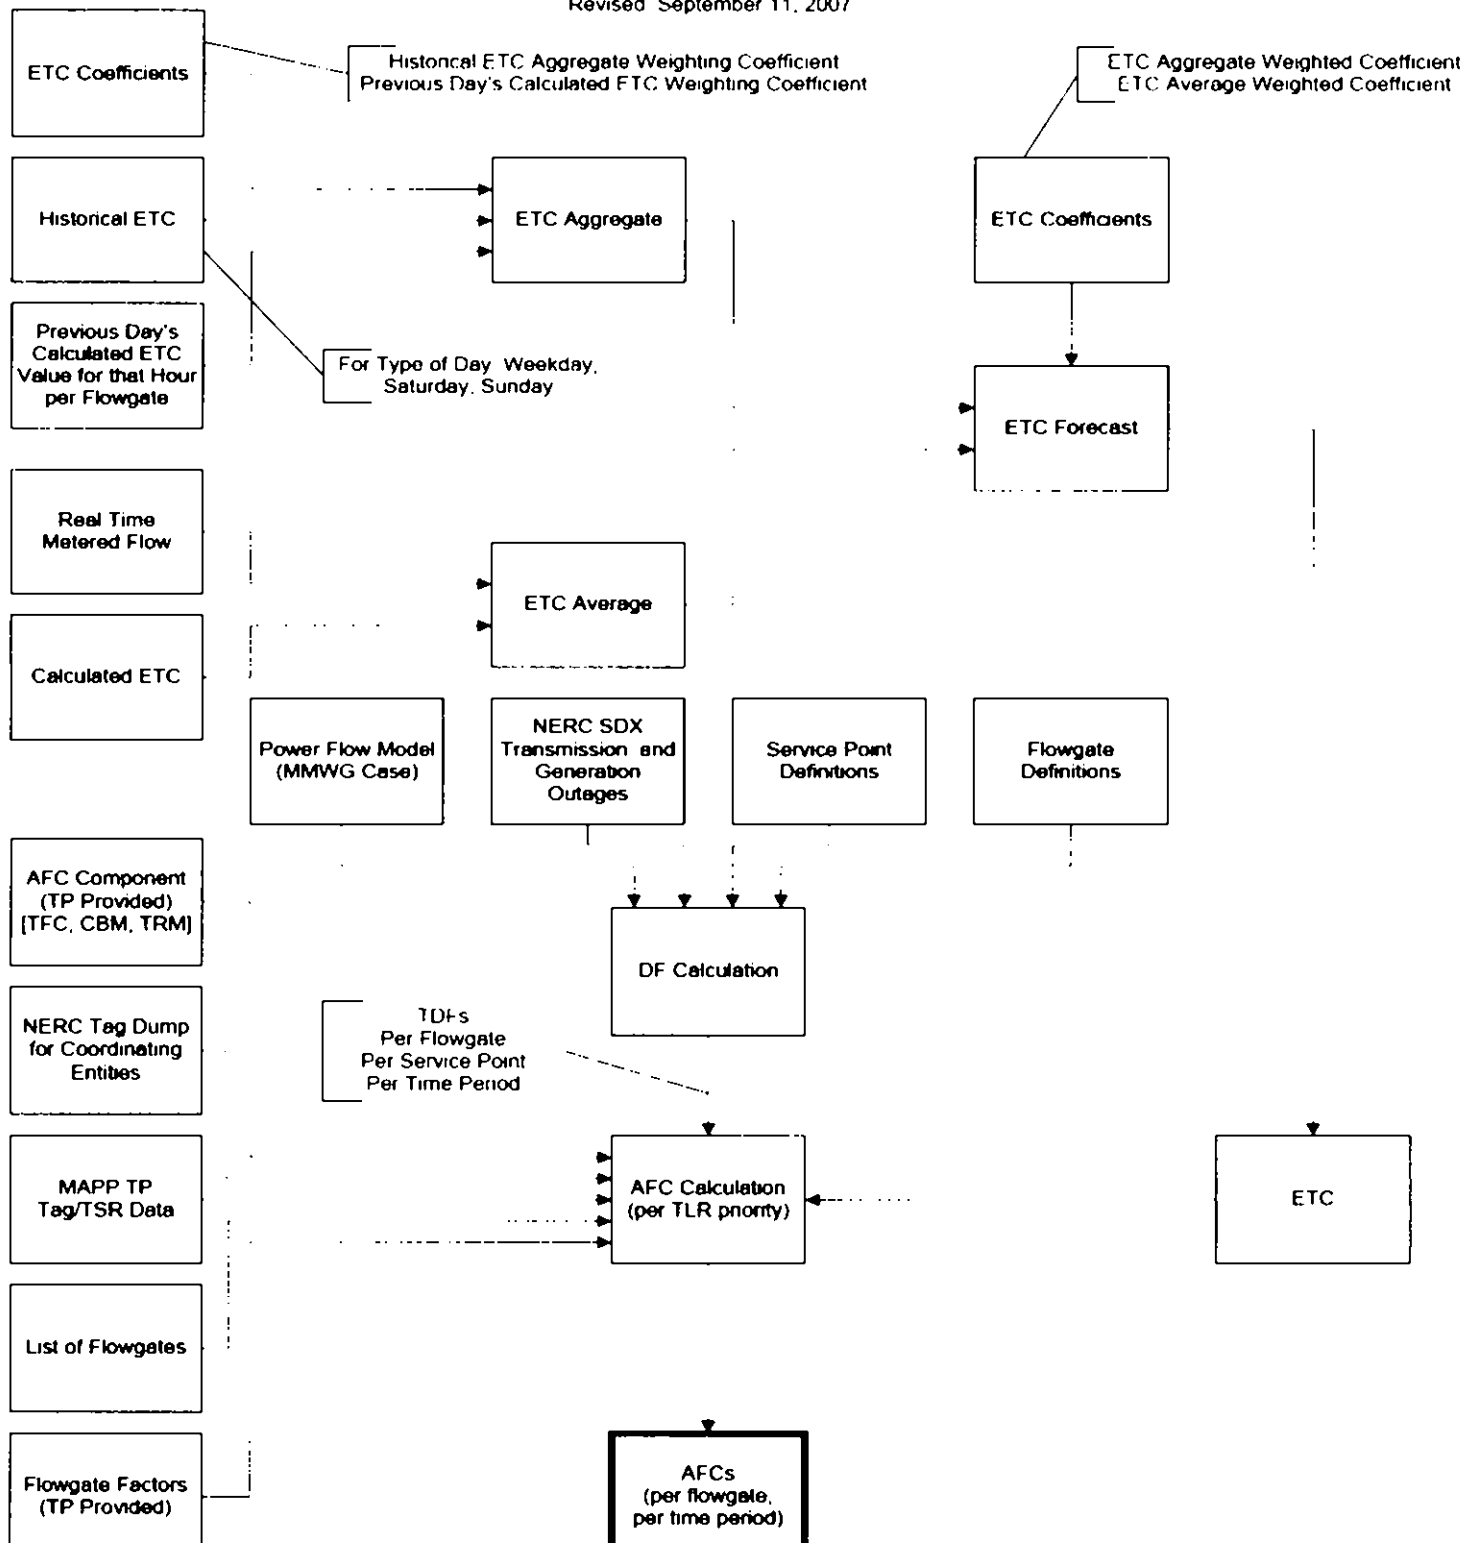 Revised September 11, 2007
ETC Coefficients
Historical ETC Aggregate Weighting Coefficient
Previous Day's Calculated ETC Weighting Coefficient
ETC Aggregate Weighted Coefficient
ETC Average Weighted Coefficient
Historical ETC
ETC Aggregate
ETC Coefficients
Previous Day's
Calculated ETC
Value for that Hour
per Flowgate
For Type of Day Weekday,
Saturday, Sunday
ETC Forecast
Real Time
Metered Flow
ETC Average
Calculated ETC
Power Flow Model
(MMWG Case)
NERC SDX
Transmission and
Generation
Outages
Service Point
Definitions
Flowgate
Definitions
AFC Component
(TP Provided)
[TFC, CBM, TRM]
DF Calculation
NERC Tag Dump
for Coordinating
Entities
TDFs
Per Flowgate
Per Service Point
Per Time Period
MAPP TP
Tag/TSR Data
AFC Calculation
(per TLR priority)
ETC
List of Flowgates
Flowgate Factors
(TP Provided)
AFCs
(per flowgate,
per time period)